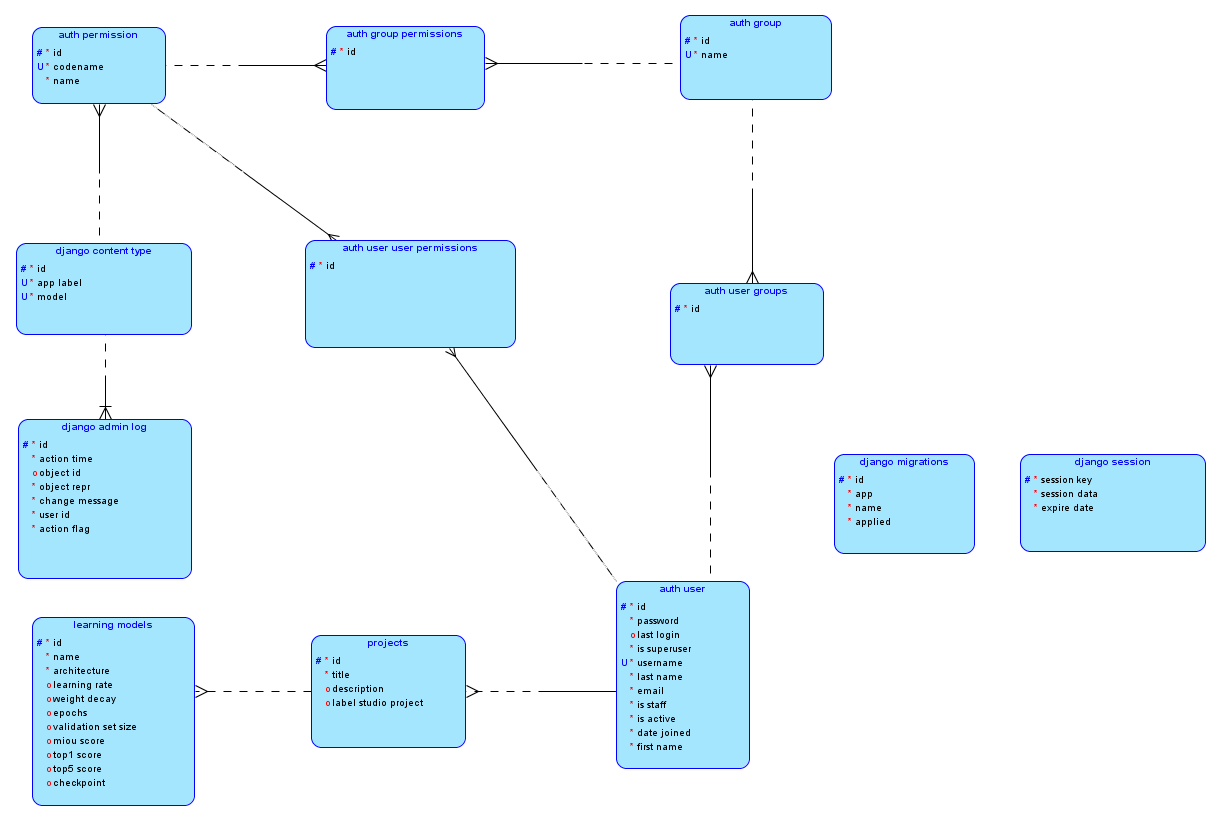 auth permission
# * id
U * codename
* name
auth group permissions
# * id
auth group
# * id
U * name
django content type
# * id
U * app label
U * model
auth user user permissions
# * id
auth user groups
# * id
django admin log
# * id
* action time
o object id
* object repr
* change message
* user id
* action flag
django migrations
# * id
* app
* name
* applied
django session
# * session key
* session data
* expire date
learning models
# * id
* name
* architecture
o learning rate
o weight decay
o epochs
o validation set size
o miou score
o top1 score
o top5 score
o checkpoint
projects
# * id
* title
o description
o label studio project
auth user
# * id
* password
o last login
* is superuser
U * username
* last name
* email
* is staff
* is active
* date joined
* first name